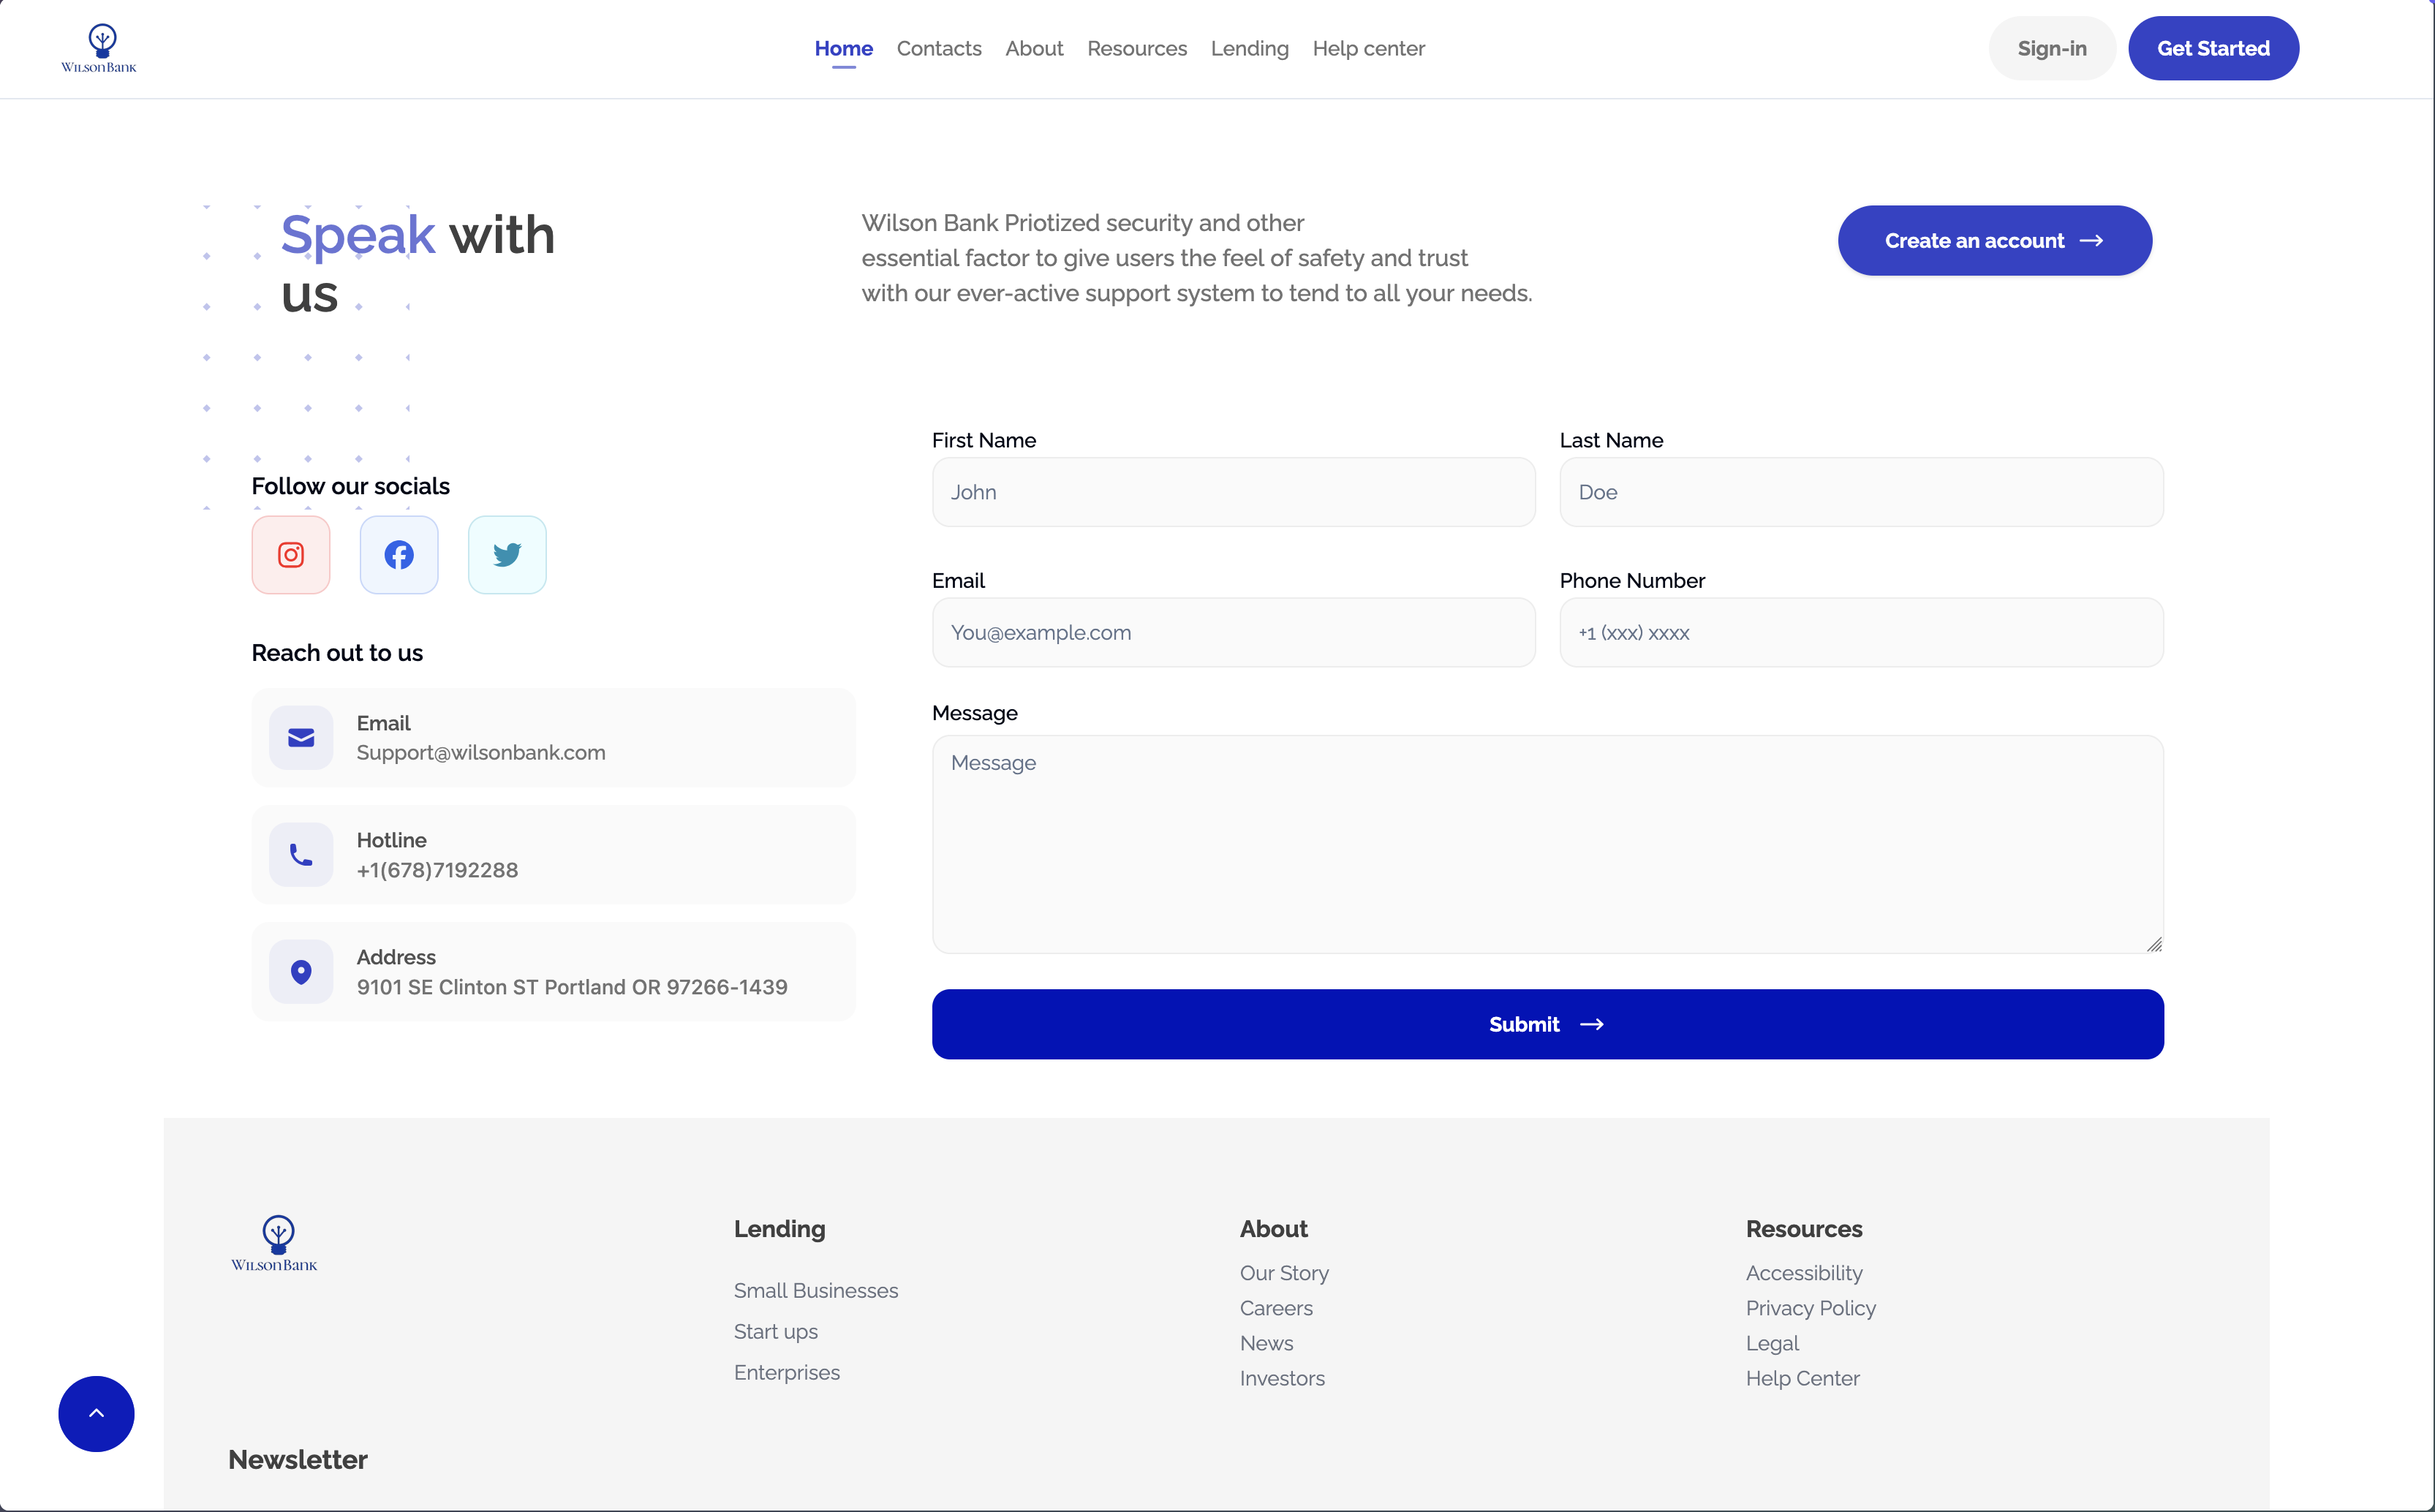 WilsonBank
Home Contacts About Resources Lending Help center
Sign-in
Get Started
Speak with
us
Wilson Bank Priotized security and other
essential factor to give users the feel of safety and trust
with our ever-active support system to tend to all your needs.
Create an account
Follow our socials
Reach out to us
Email
Support@wilsonbank.com
Hotline
+1(678)7192288
Address
9101 SE Clinton ST Portland OR 97266-1439
First Name
John
Last Name
Doe
Email
You@example.com
Phone Number
+1 (xxx) xxxx
Message
Message
Submit
WilsonBank
Lending
Small Businesses
Start ups
Enterprises
About
Our Story
Careers
News
Investors
Resources
Accessibility
Privacy Policy
Legal
Help Center
Newsletter